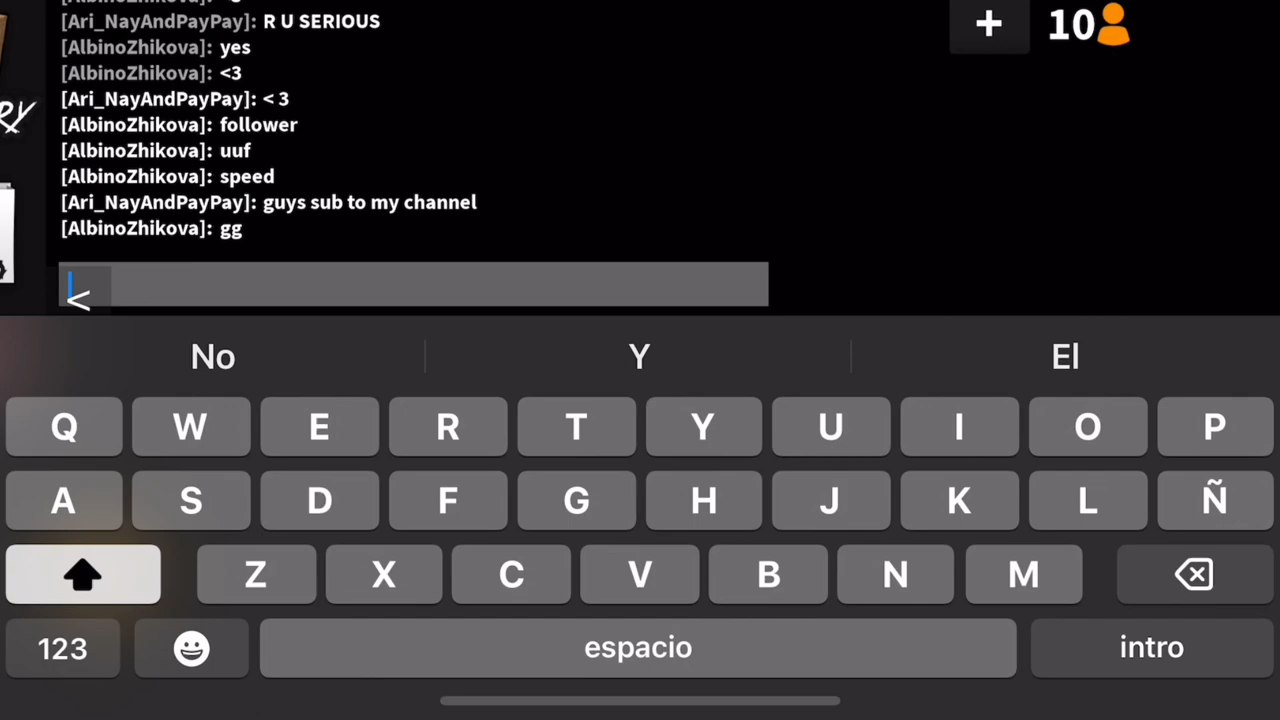 [Ari_NayAndPayPay]: R U SERIOUS
[AlbinoZhikova]: yes
[AlbinoZhikova]: <3
[Ari_NayAndPayPay]: < 3
[AlbinoZhikova]: follower
[AlbinoZhikova]: uuf
[AlbinoZhikova]: speed
[Ari_NayAndPayPay]: guys sub to my channel
[AlbinoZhikova]: gg
+ 10
<
No Y El
Q W E R T Y U I O P
A S D F G H J K L Ñ
Z X C V B N M
123 espacio intro